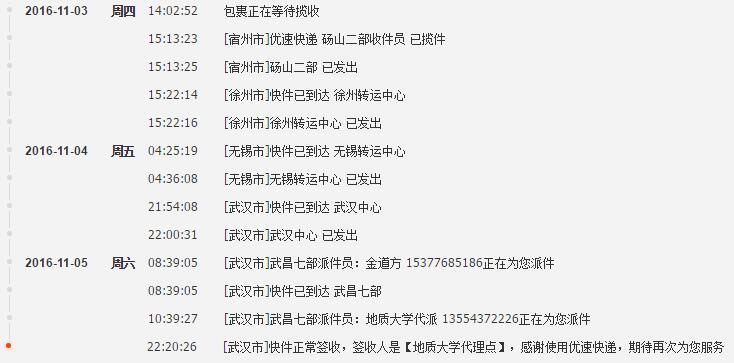 2016-11-03 周四 14:02:52 包裹正在等待揽收
15:13:23 [宿州市]优速快递 砀山二部收件员 已揽件
15:13:25 [宿州市]砀山二部 已发出
15:22:14 [徐州市]快件已到达 徐州转运中心
15:22:16 [徐州市]徐州转运中心 已发出
2016-11-04 周五 04:25:19 [无锡市]快件已到达 无锡转运中心
04:36:08 [无锡市]无锡转运中心 已发出
21:54:08 [武汉市]快件已到达 武汉中心
22:00:31 [武汉市]武汉中心 已发出
2016-11-05 周六 08:39:05 [武汉市]武昌七部派件员：金道方 15377685186正在为您派件
08:39:05 [武汉市]快件已到达 武昌七部
10:39:27 [武汉市]武昌七部派件员：地质大学代派 13554372226正在为您派件
22:20:26 [武汉市]快件正常签收，签收人是【地质大学代理点】，感谢使用优速快递，期待再次为您服务